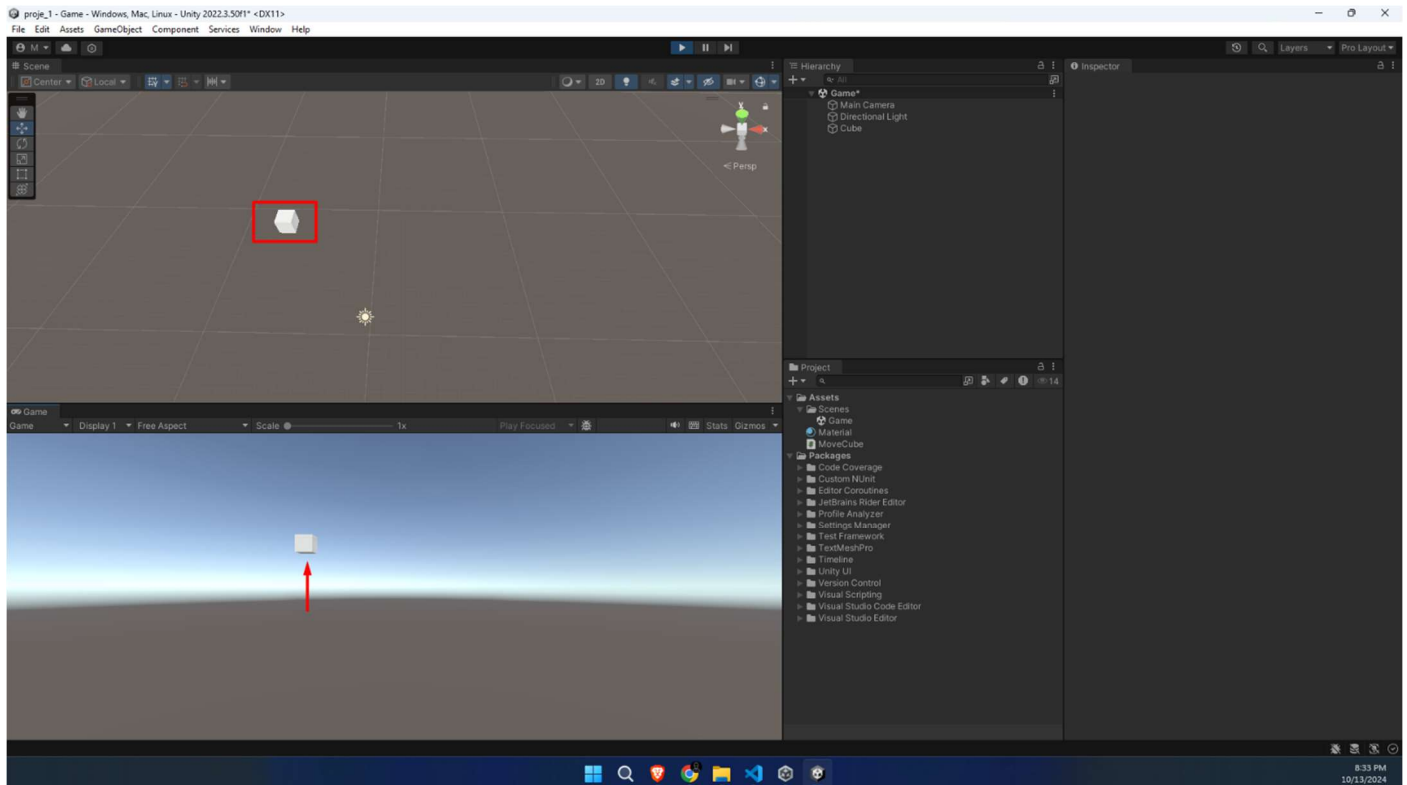 proje_1 - Game - Windows, Mac, Linux - Unity 2022.3.50f1* <DX11>
File Edit Assets GameObject Component Services Window Help
M
Layers
Pro Layout
Scene
Center
Local
2D
y
x
Persp
Hierarchy
All
Game*
Main Camera
Directional Light
Cube
Inspector
Project
14
Assets
Scenes
Game
Material
MoveCube
Packages
Code Coverage
Custom NUnit
Editor Coroutines
JetBrains Rider Editor
Profile Analyzer
Settings Manager
Test Framework
TextMeshPro
Timeline
Unity UI
Version Control
Visual Scripting
Visual Studio Code Editor
Visual Studio Editor
Game
Game Display 1 Free Aspect Scale 1x Play Focused Stats Gizmos
8:33 PM
10/13/2024